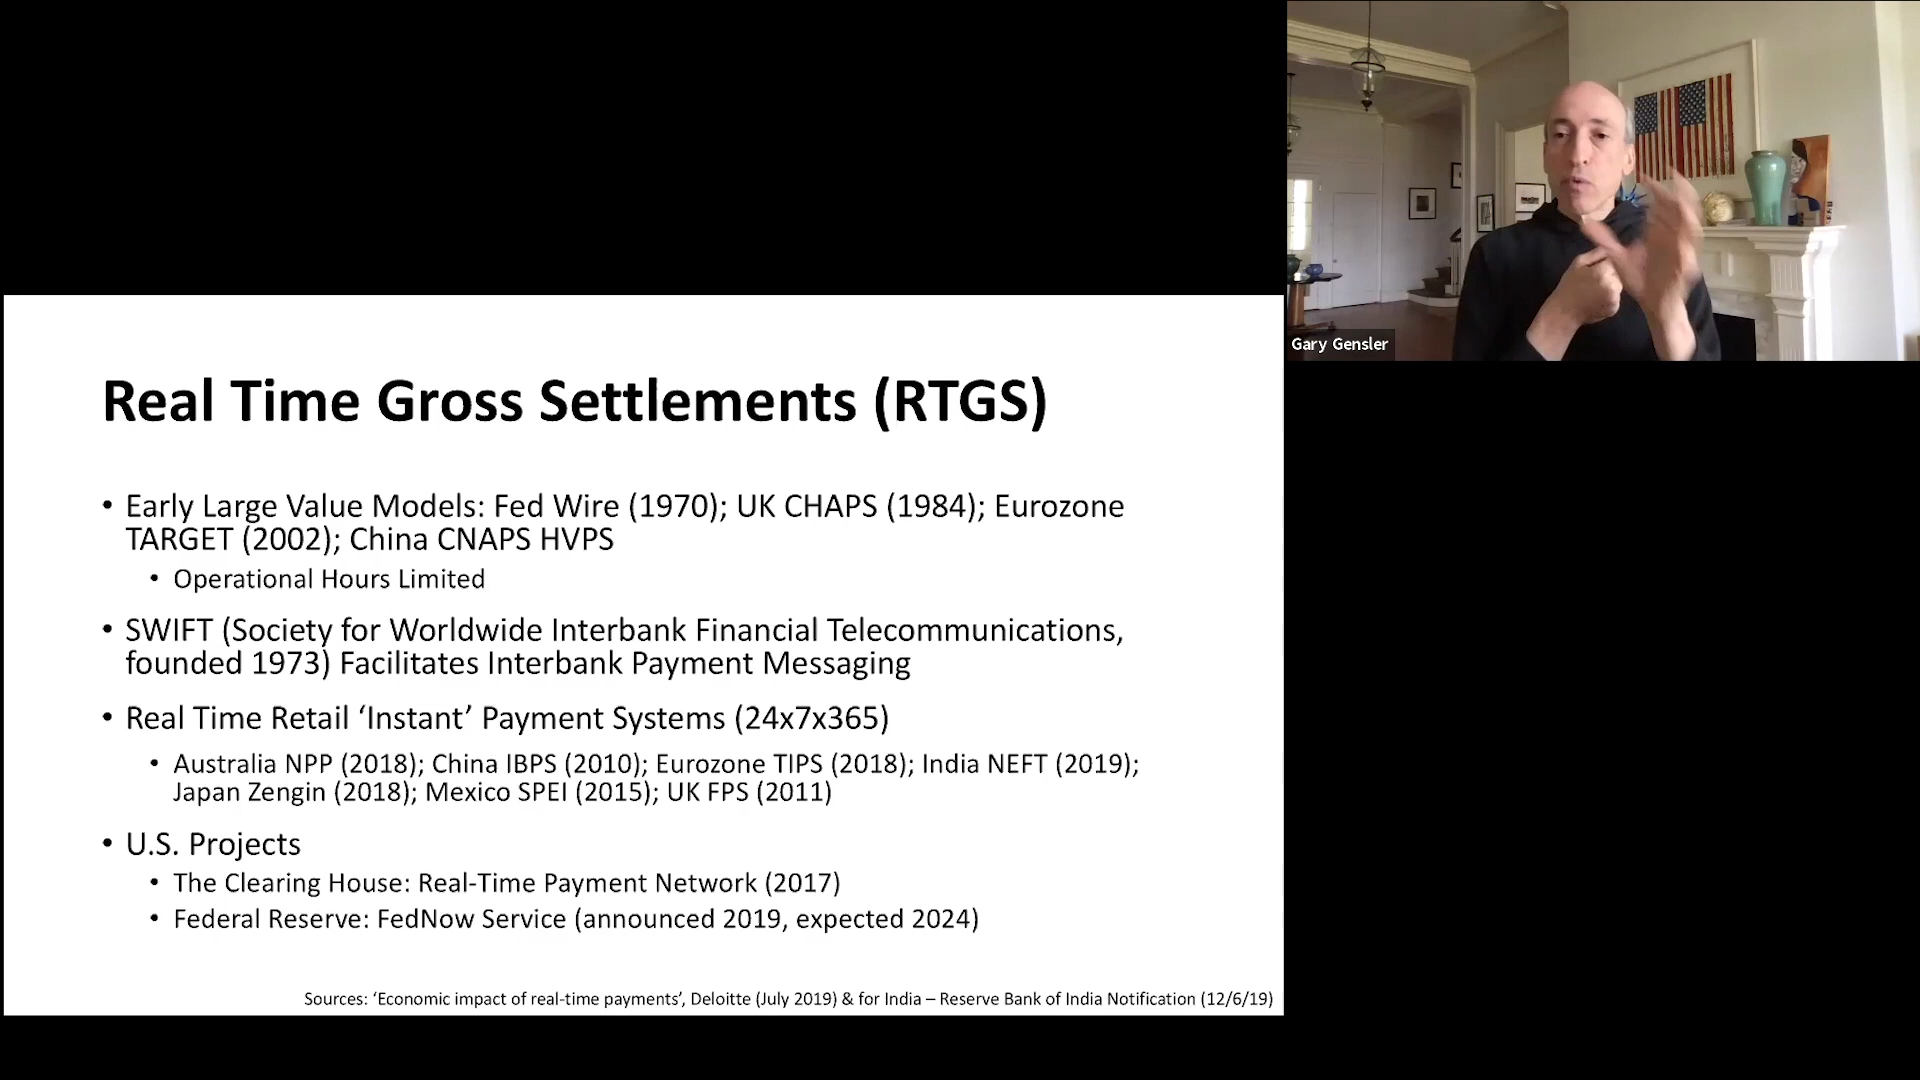 Gary Gensler
Real Time Gross Settlements (RTGS)
• Early Large Value Models: Fed Wire (1970); UK CHAPS (1984); Eurozone
TARGET (2002); China CNAPS HVPS
• Operational Hours Limited
• SWIFT (Society for Worldwide Interbank Financial Telecommunications,
founded 1973) Facilitates Interbank Payment Messaging
• Real Time Retail ‘Instant’ Payment Systems (24x7x365)
• Australia NPP (2018); China IBPS (2010); Eurozone TIPS (2018); India NEFT (2019);
Japan Zengin (2018); Mexico SPEI (2015); UK FPS (2011)
• U.S. Projects
• The Clearing House: Real-Time Payment Network (2017)
• Federal Reserve: FedNow Service (announced 2019, expected 2024)
Sources: ‘Economic impact of real-time payments’, Deloitte (July 2019) & for India – Reserve Bank of India Notification (12/6/19)